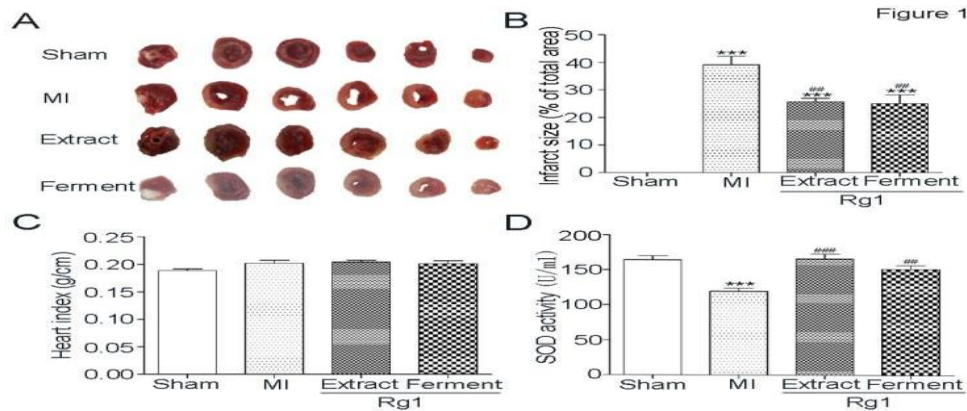 Figure 1
A
Sham
MI
Extract
Ferment
B
Infarct size (% of total area)
50
40
30
20
10
0
***
##
***
##
***
Sham MI Extract Ferment
Rg1
C
Heart index (g/cm)
0.25
0.20
0.15
0.10
0.05
0.00
Sham MI Extract Ferment
Rg1
D
SOD activity (U/ml)
200
150
100
50
0
***
###
##
Sham MI Extract Ferment
Rg1